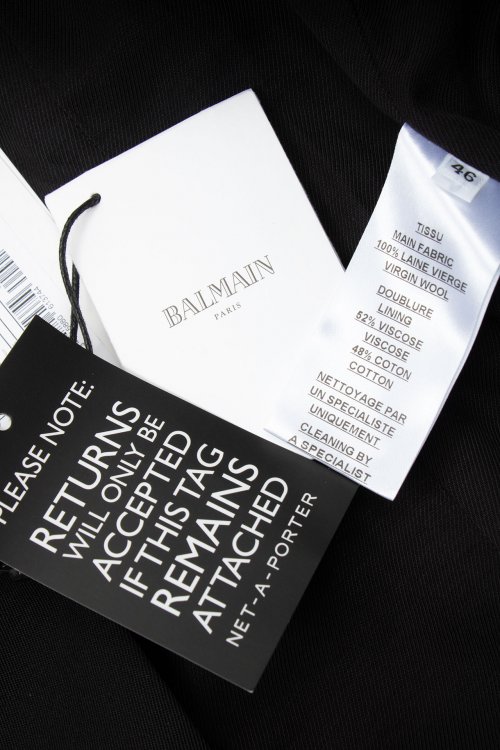 BALMAIN
PARIS
46
TISSU
MAIN FABRIC
100% LAINE VIERGE
VIRGIN WOOL
DOUBLURE
LINING
52% VISCOSE
VISCOSE
48% COTON
COTTON
NETTOYAGE PAR
UN SPECIALISTE
UNIQUEMENT
CLEANING BY
A SPECIALIST
PLEASE NOTE:
RETURNS
WILL ONLY BE
ACCEPTED
IF THIS TAG
REMAINS
ATTACHED
NET-A-PORTER